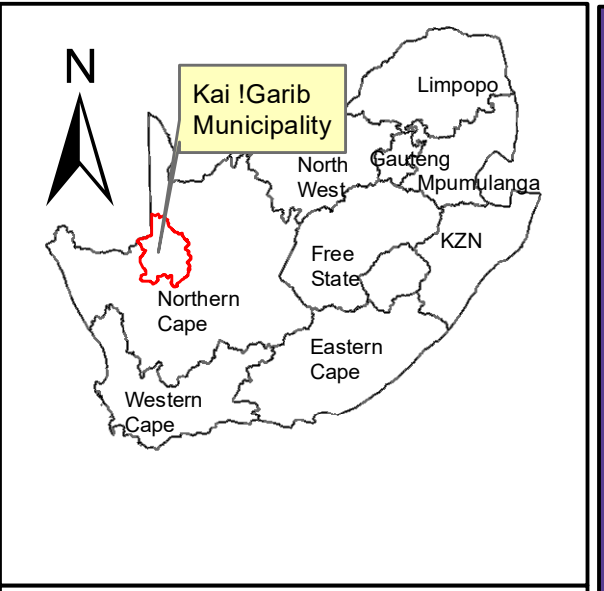 N
Kai !Garib
Municipality
Limpopo
North
West
Gauteng
Mpumulanga
KZN
Free
State
Northern
Cape
Eastern
Cape
Western
Cape